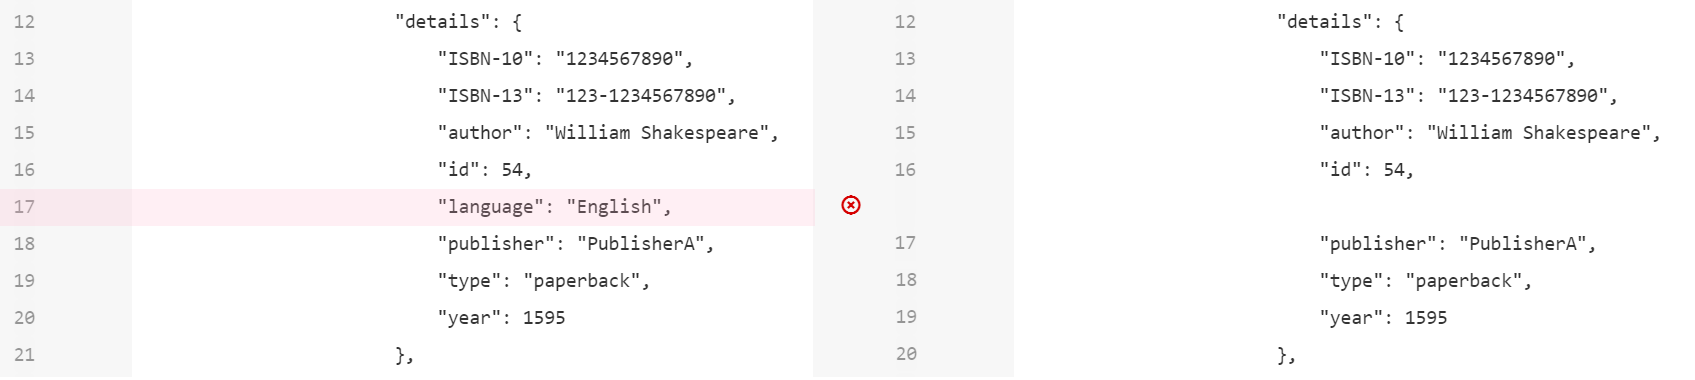 12 "details": {
13 "ISBN-10": "1234567890",
14 "ISBN-13": "123-1234567890",
15 "author": "William Shakespeare",
16 "id": 54,
17 "language": "English",
18 "publisher": "PublisherA",
19 "type": "paperback",
20 "year": 1595
21 },
12 "details": {
13 "ISBN-10": "1234567890",
14 "ISBN-13": "123-1234567890",
15 "author": "William Shakespeare",
16 "id": 54,
17 "publisher": "PublisherA",
18 "type": "paperback",
19 "year": 1595
20 },